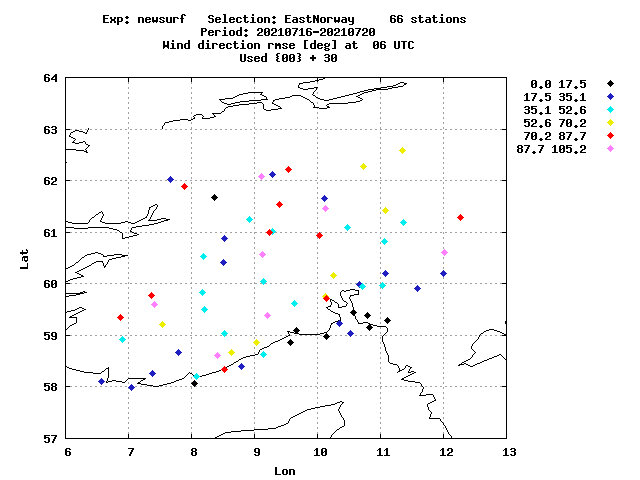 Exp: newsurf   Selection: EastNorway     66 stations
Period: 20210716-20210720
Wind direction rmse [deg] at  06 UTC
Used {00} + 30
0.0 17.5
17.5 35.1
35.1 52.6
52.6 70.2
70.2 87.7
87.7 105.2
64
63
62
61
60
59
58
57
Lat
6 7 8 9 10 11 12 13
Lon